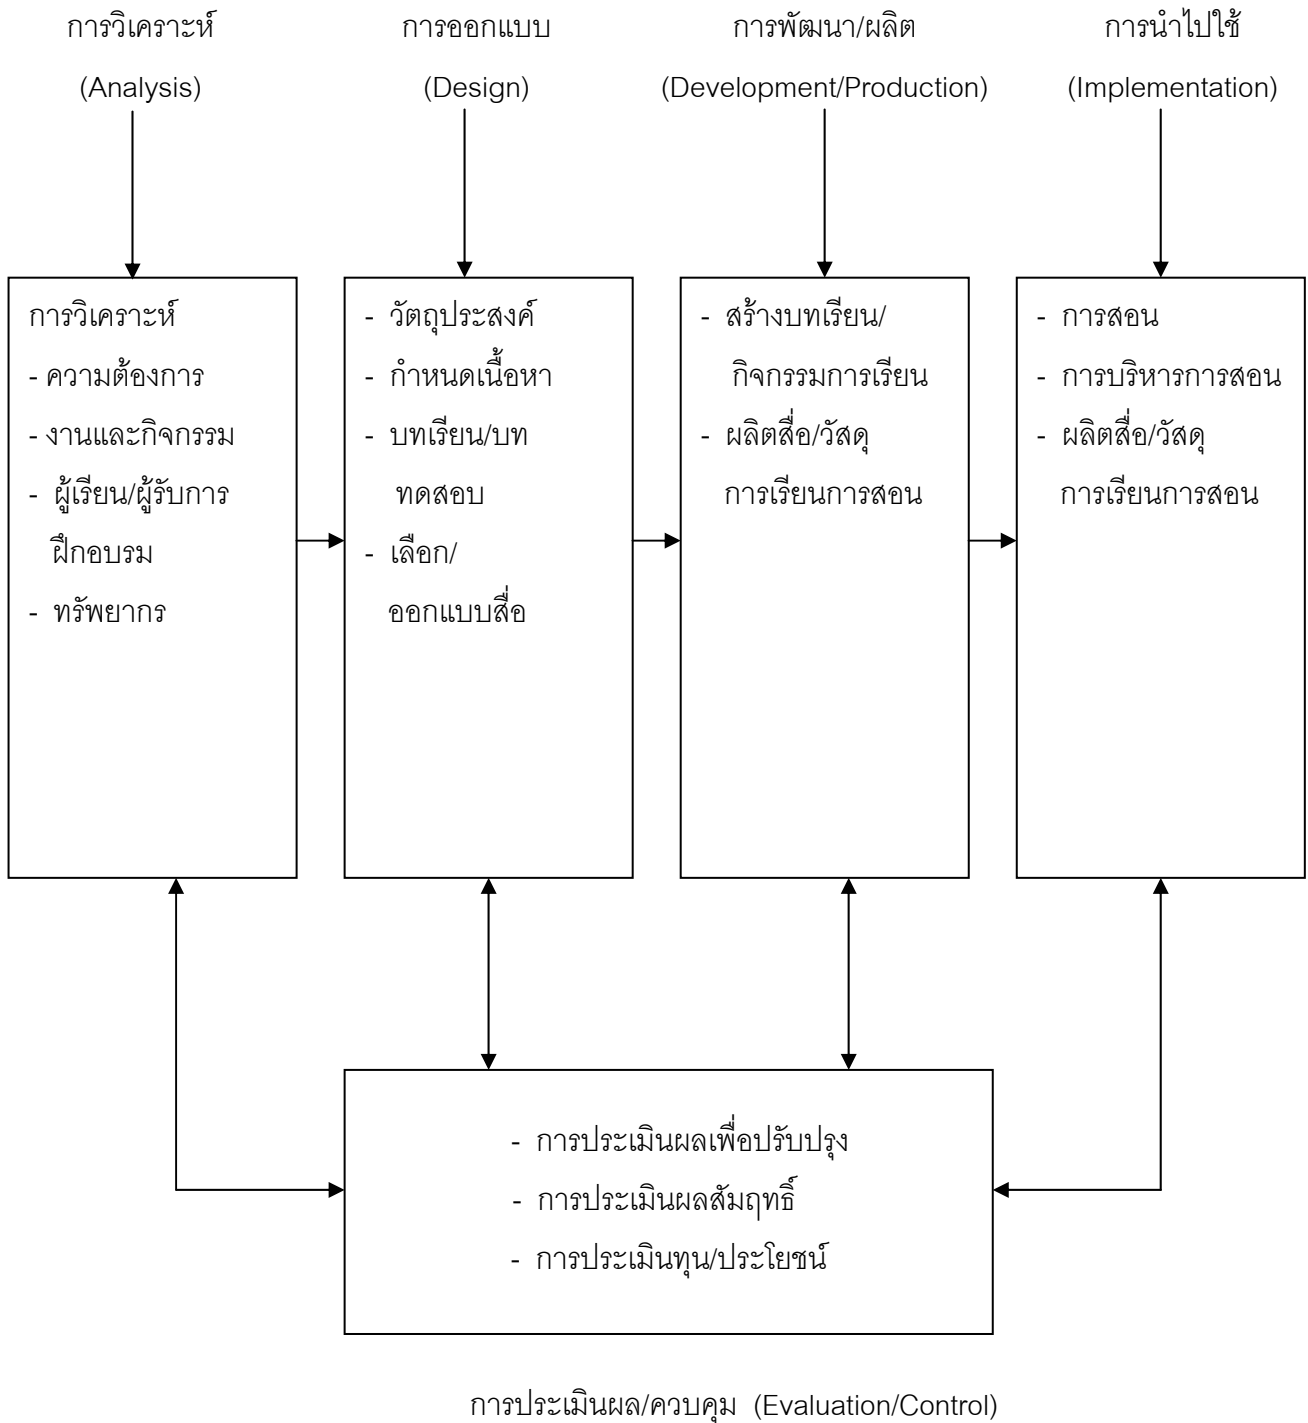 การวิเคราะห์
(Analysis)
การออกแบบ
(Design)
การพัฒนา/ผลิต
(Development/Production)
การนำไปใช้
(Implementation)
การวิเคราะห์
- ความต้องการ
- งานและกิจกรรม
- ผู้เรียน/ผู้รับการ
ฝึกอบรม
- ทรัพยากร
- วัตถุประสงค์
- กำหนดเนื้อหา
- บทเรียน/บท
ทดสอบ
- เลือก/
ออกแบบสื่อ
- สร้างบทเรียน/
กิจกรรมการเรียน
- ผลิตสื่อ/วัสดุ
การเรียนการสอน
- การสอน
- การบริหารการสอน
- ผลิตสื่อ/วัสดุ
การเรียนการสอน
- การประเมินผลเพื่อปรับปรุง
- การประเมินผลสัมฤทธิ์
- การประเมินทุน/ประโยชน์
การประเมินผล/ควบคุม (Evaluation/Control)